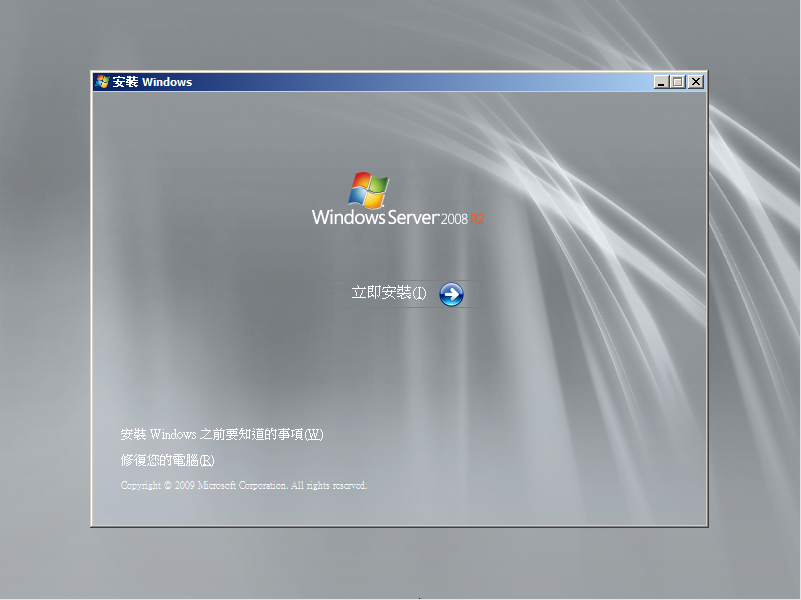 安裝 Windows
Windows Server 2008 R2
立即安裝(I)
安裝 Windows 之前要知道的事項(W)
修復您的電腦(R)
Copyright © 2009 Microsoft Corporation. All rights reserved.